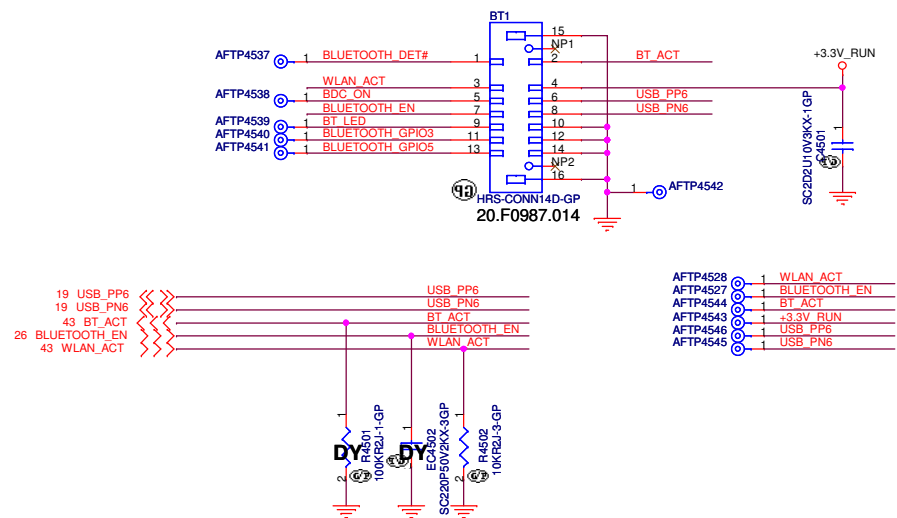 BT1
15
NP1
AFTP4537 1 BLUETOOTH_DET# 1
2 BT_ACT
+3.3V_RUN
WLAN_ACT 3
4
AFTP4538 1 BDC_ON 5
6 USB_PP6
BLUETOOTH_EN 7
8 USB_PN6
AFTP4539 1 BT_LED 9
10
AFTP4540 1 BLUETOOTH_GPIO3 11
12
AFTP4541 1 BLUETOOTH_GPIO5 13
14
NP2
16
1 AFTP4542
HRS-CONN14D-GP
20.F0987.014
1
SC2D2U10V3KX-1GP
19 USB_PP6 USB_PP6
19 USB_PN6 USB_PN6
43 BT_ACT BT_ACT
26 BLUETOOTH_EN BLUETOOTH_EN
43 WLAN_ACT WLAN_ACT
AFTP4528 1 WLAN_ACT
AFTP4527 1 BLUETOOTH_EN
AFTP4544 1 BT_ACT
AFTP4543 1 +3.3V_RUN
AFTP4546 1 USB_PP6
AFTP4545 1 USB_PN6
1
DY
R4501
100KR2J-1-GP
2
1
DY
EC4502
SC220P50V2KX-3GP
1
R4502
10KR2J-3-GP
2